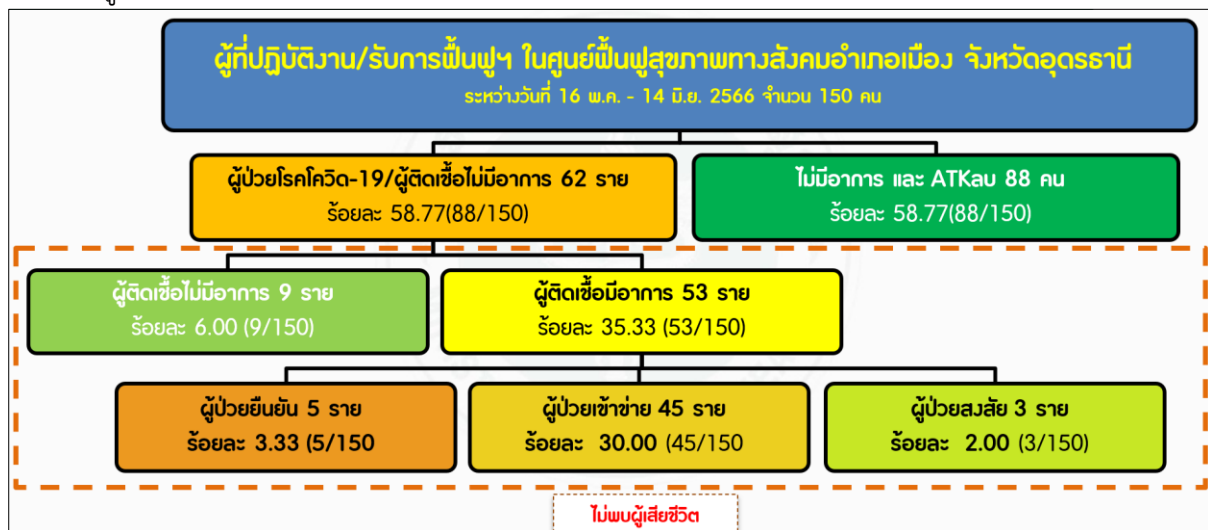 ผู้ที่ปฏิบัติงาน/รับการฟื้นฟูฯ ในศูนย์ฟื้นฟูสุขภาพทางสังคมอำเภอเมือง จังหวัดอุดรธานี
ระหว่างวันที่ 16 พ.ค. - 14 มิ.ย. 2566 จำนวน 150 คน
ผู้ป่วยโรคโควิด-19/ผู้ติดเชื้อไม่มีอาการ 62 ราย
ร้อยละ 58.77(88/150)
ไม่มีอาการ และ ATKลบ 88 คน
ร้อยละ 58.77(88/150)
ผู้ติดเชื้อไม่มีอาการ 9 ราย
ร้อยละ 6.00 (9/150)
ผู้ติดเชื้อมีอาการ 53 ราย
ร้อยละ 35.33 (53/150)
ผู้ป่วยยืนยัน 5 ราย
ร้อยละ 3.33 (5/150
ผู้ป่วยเข้าข่าย 45 ราย
ร้อยละ 30.00 (45/150
ผู้ป่วยสงสัย 3 ราย
ร้อยละ 2.00 (3/150)
ไม่พบผู้เสียชีวิต